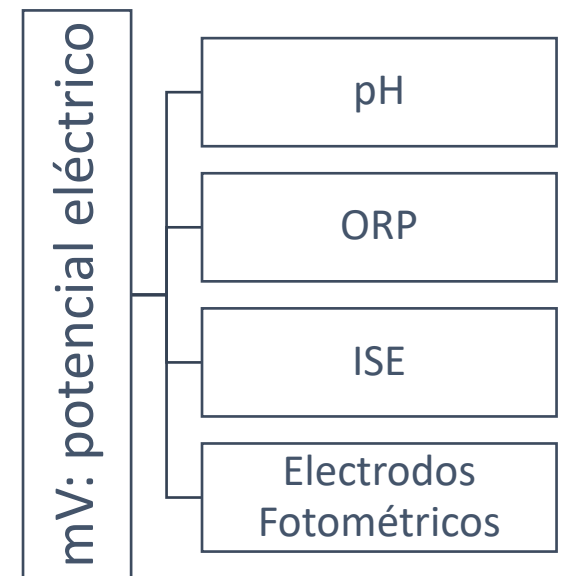 mV: potencial eléctrico
pH
ORP
ISE
Electrodos
Fotométricos